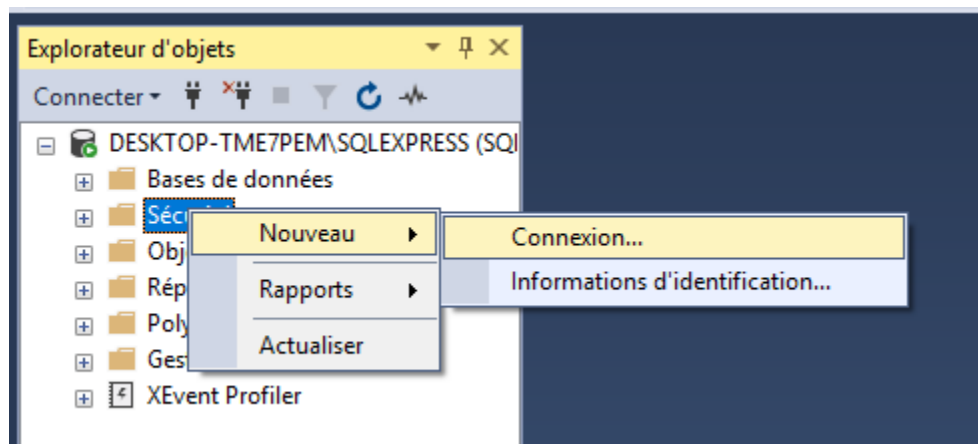 Explorateur d'objets
Connecter
DESKTOP-TME7PEM\SQLEXPRESS (SQ
Bases de données
Nouveau
Connexion...
Informations d'identification...
Rapports
Actualiser
XEvent Profiler